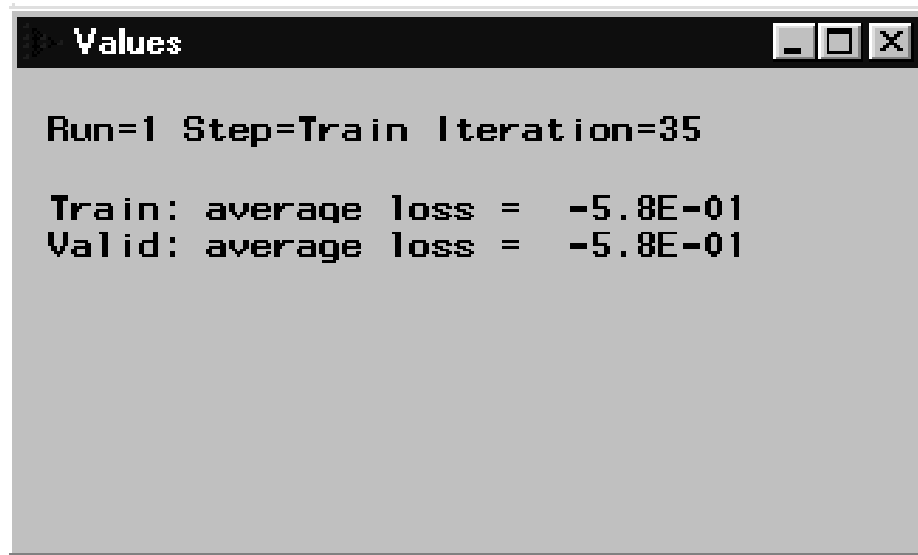 Values
Run=1 Step=Train Iteration=35
Train: average loss = -5.8E-01
Valid: average loss = -5.8E-01